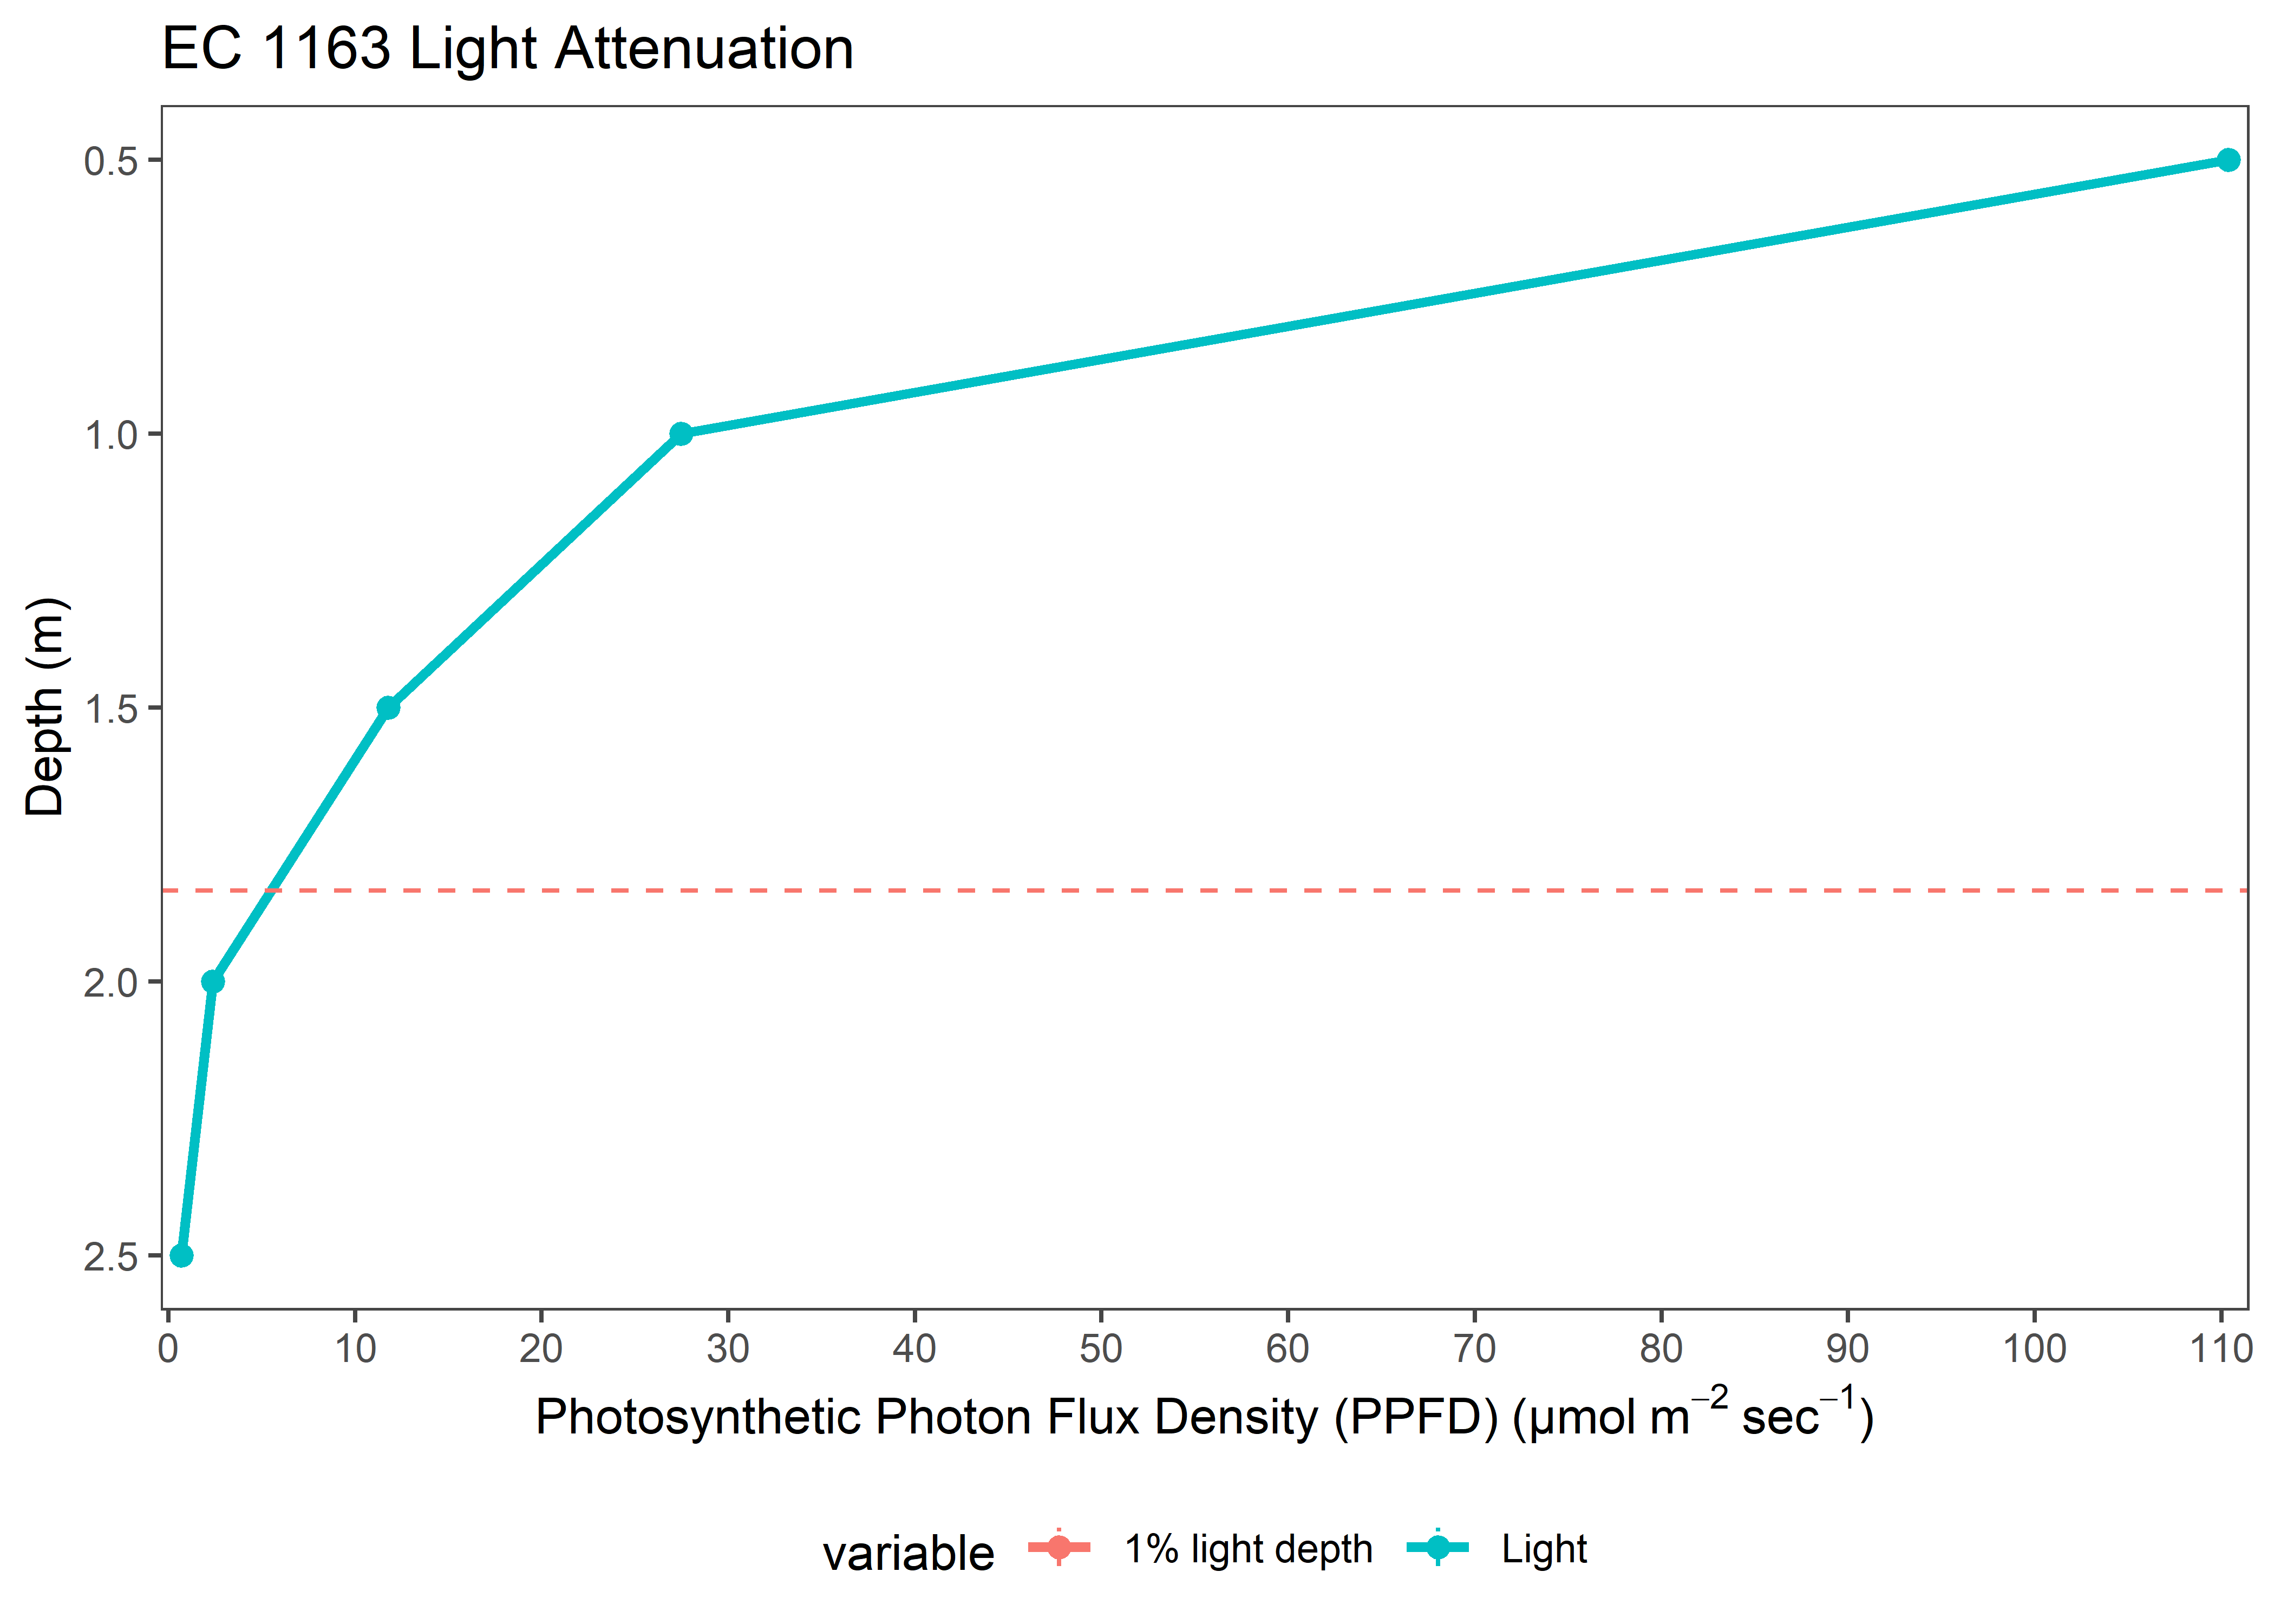 EC 1163 Light Attenuation
0.5
1.0
1.5
2.0
2.5
Depth (m)
0 10 20 30 40 50 60 70 80 90 100 110
Photosynthetic Photon Flux Density (PPFD) (µmol m⁻² sec⁻¹)
variable 1% light depth Light